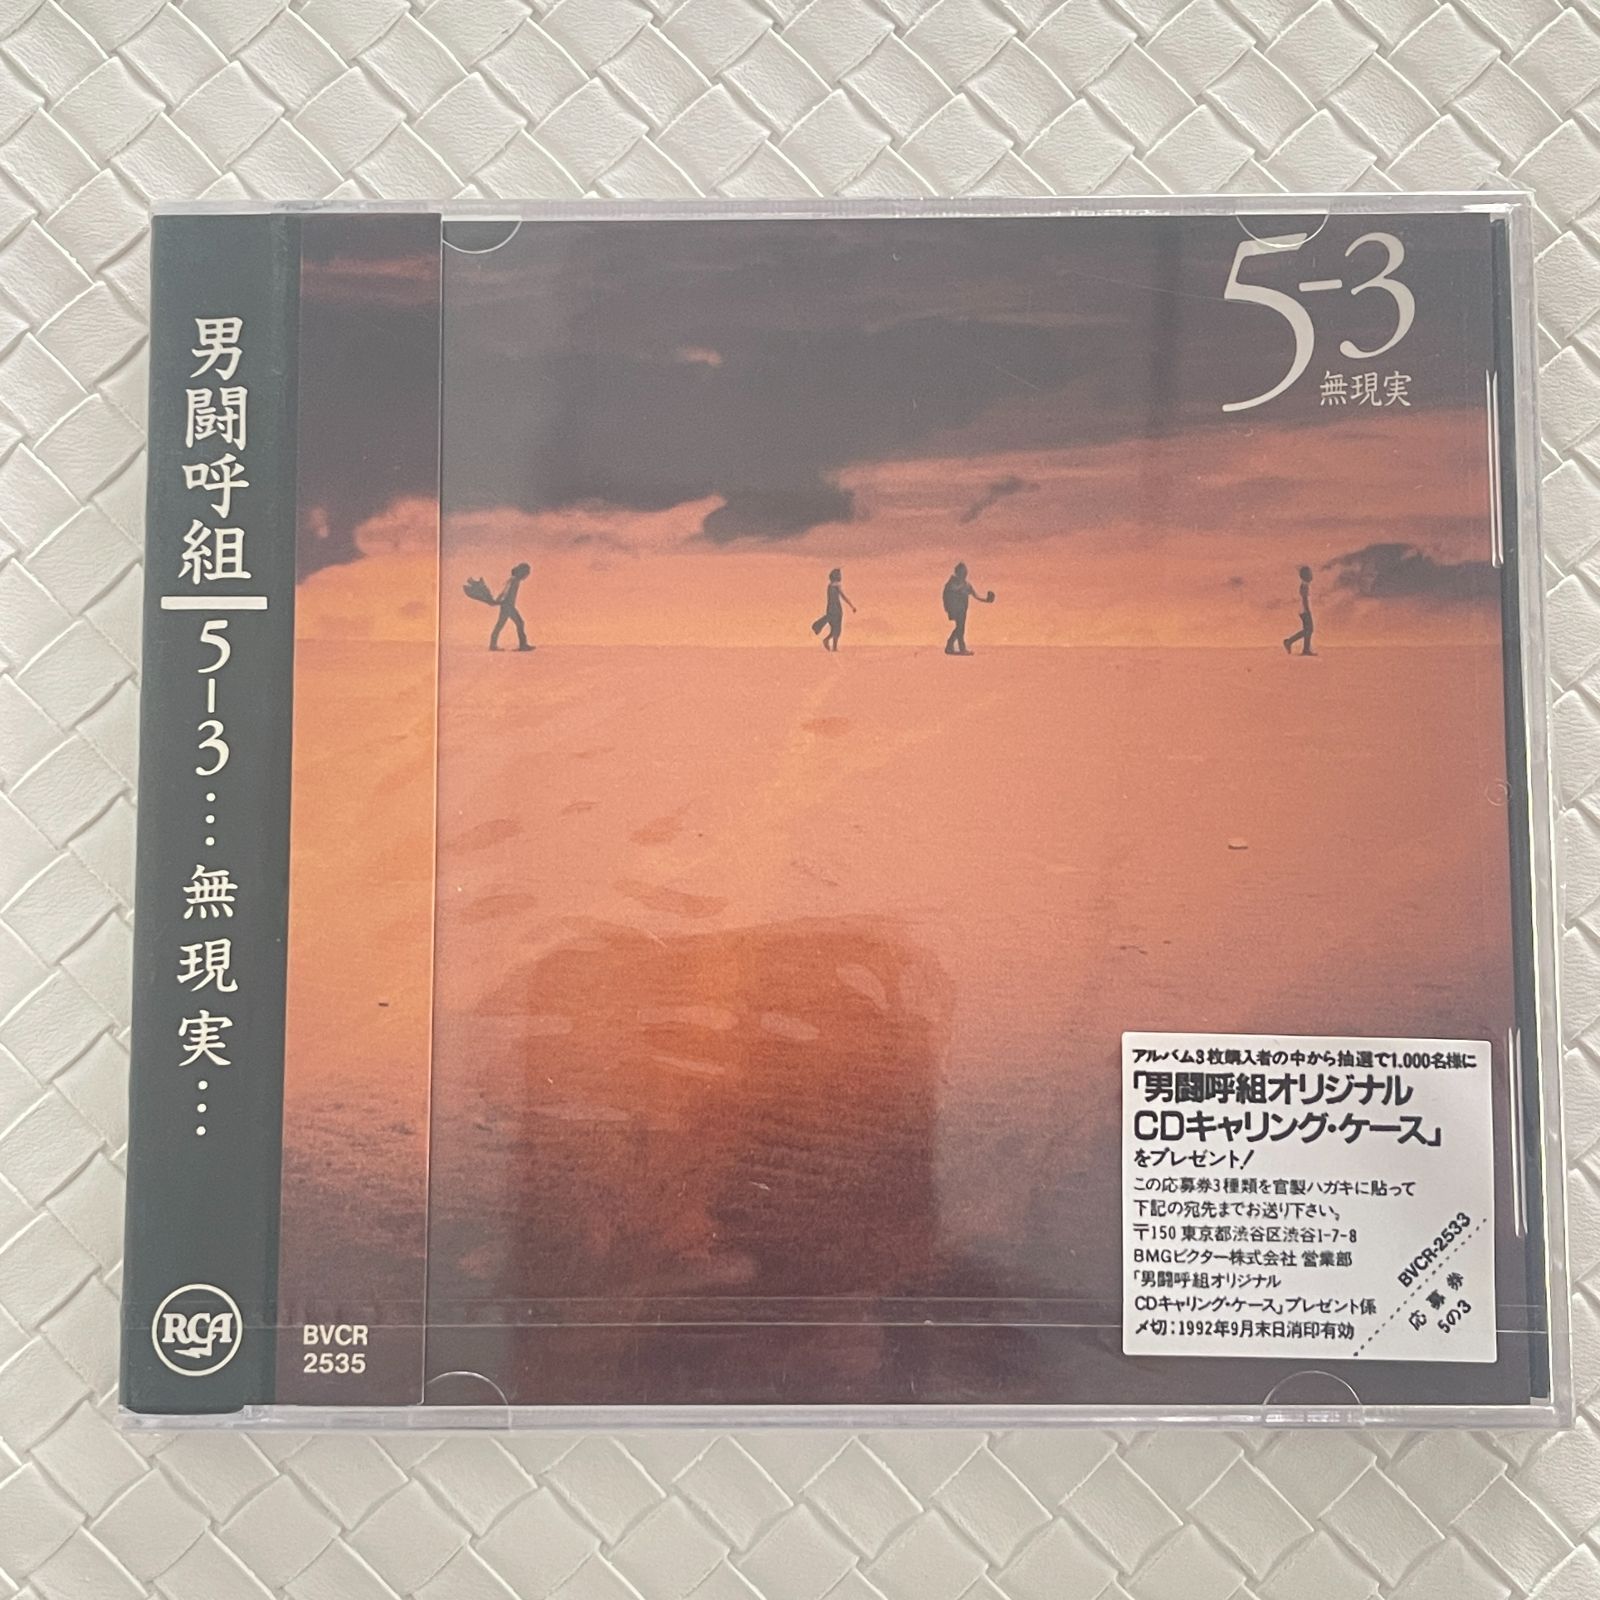 男闘呼組
5-3…無現実…
RCA
BVCR
2535
5-3
無現実
アルバム3枚購入者の中から抽選で1,000名様に
「男闘呼組オリジナル
CDキャリング・ケース」
をプレゼント!
この応募券3種類を官製ハガキに貼って
下記の宛先までお送り下さい。
〒150 東京都渋谷区渋谷1-7-8
BMGビクター株式会社 営業部
「男闘呼組オリジナル
CDキャリング・ケース」プレゼント係
〆切:1992年9月末日消印有効
BVCR-2533
応募券
5の3